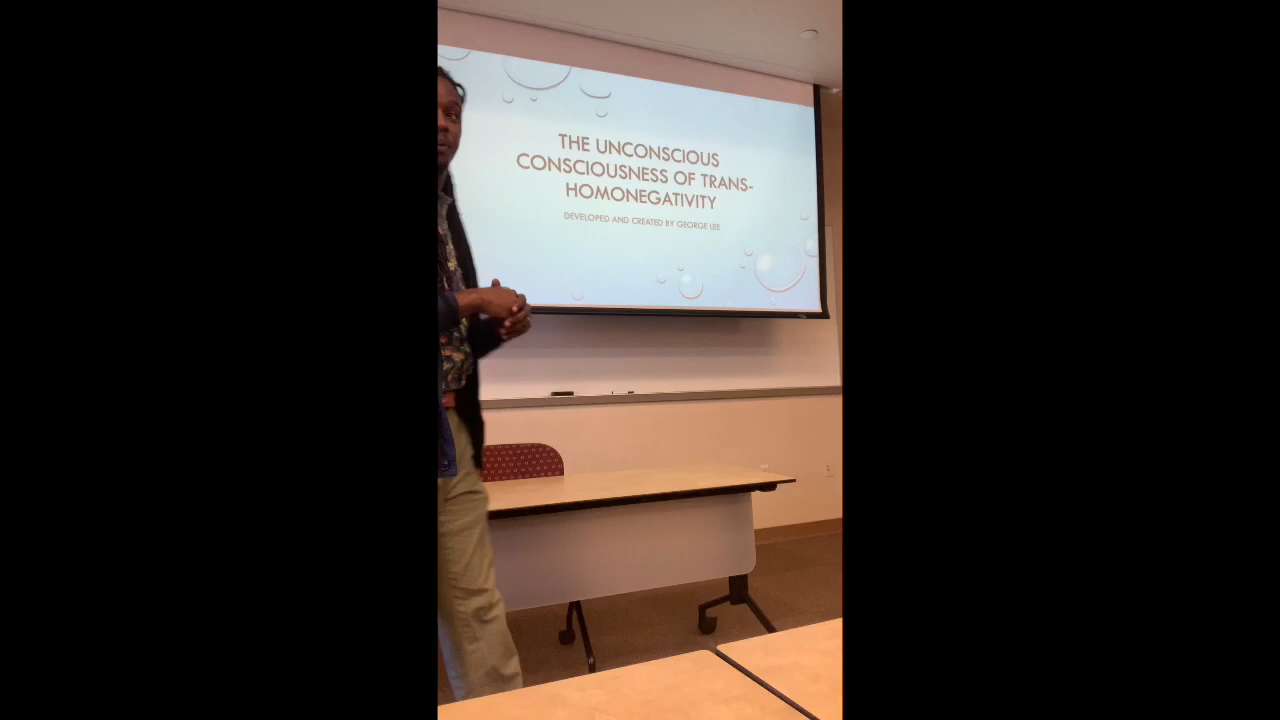 THE UNCONSCIOUS
CONSCIOUSNESS OF TRANS-
HOMONEGATIVITY
DEVELOPED AND CREATED BY GEORGE LEE